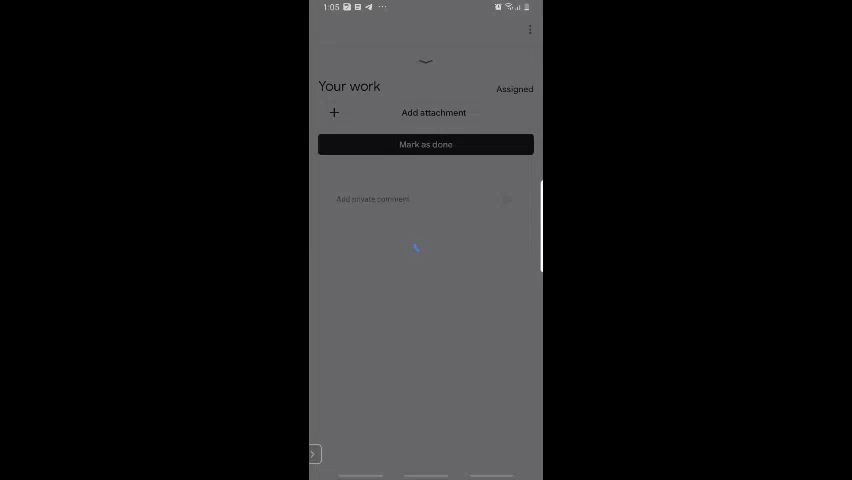 1:05
Your work
Assigned
Add attachment
Mark as done
Add private comment